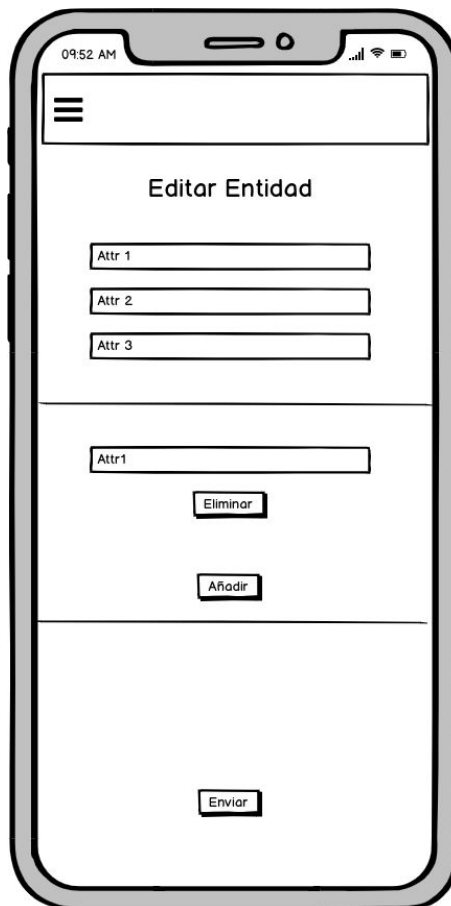 09:52 AM
Editar Entidad
Attr 1
Attr 2
Attr 3
Attr1
Eliminar
Añadir
Enviar